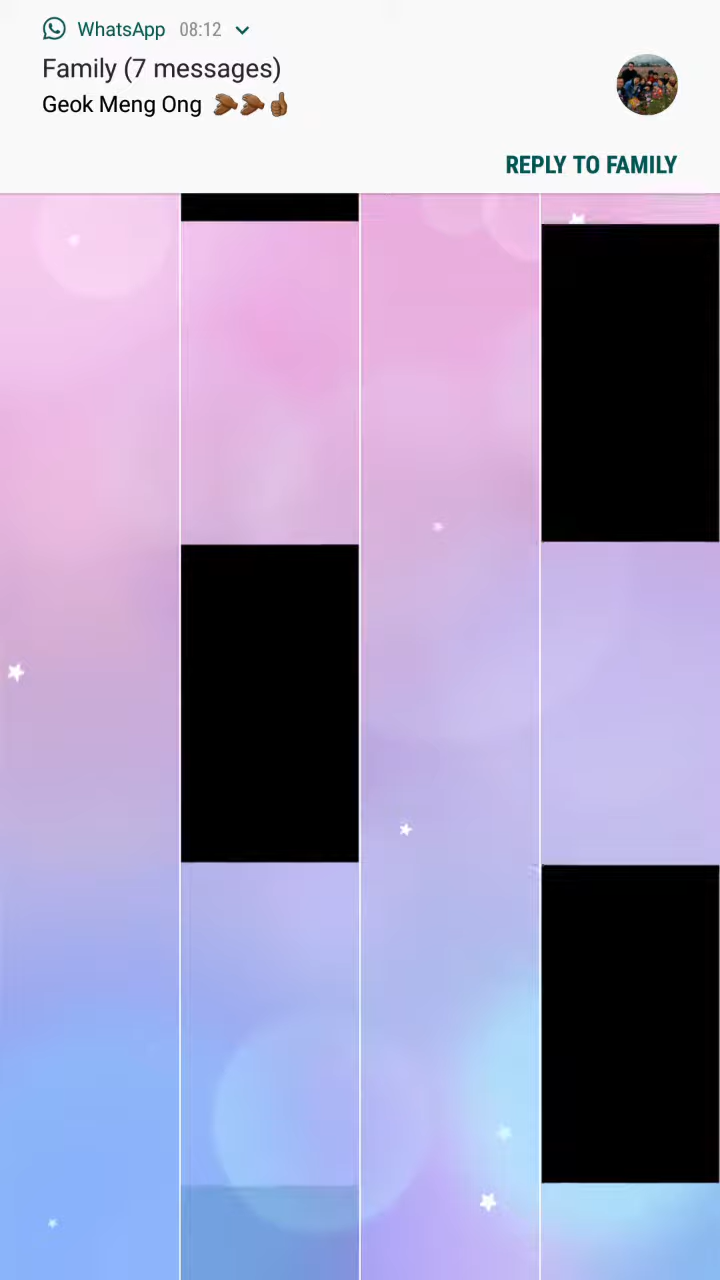 WhatsApp 08:12
Family (7 messages)
Geok Meng Ong
REPLY TO FAMILY